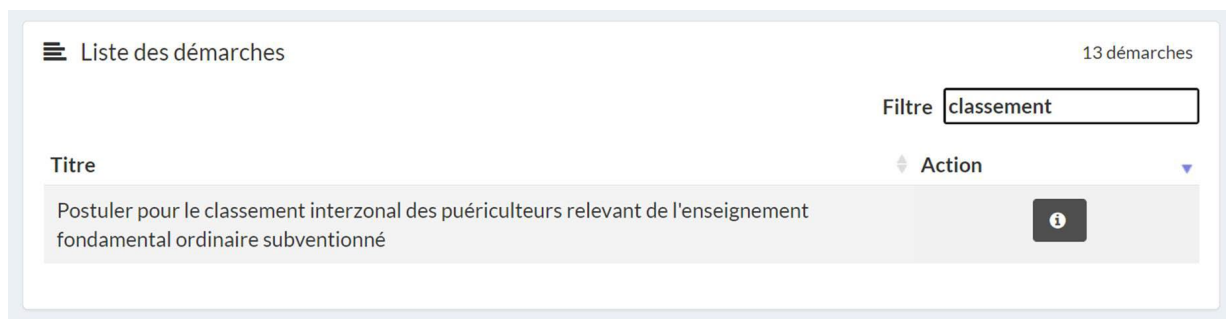 Liste des démarches
13 démarches
Filtre classement
Titre Action
Postuler pour le classement interzonal des puériculteurs relevant de l'enseignement
fondamental ordinaire subventionné